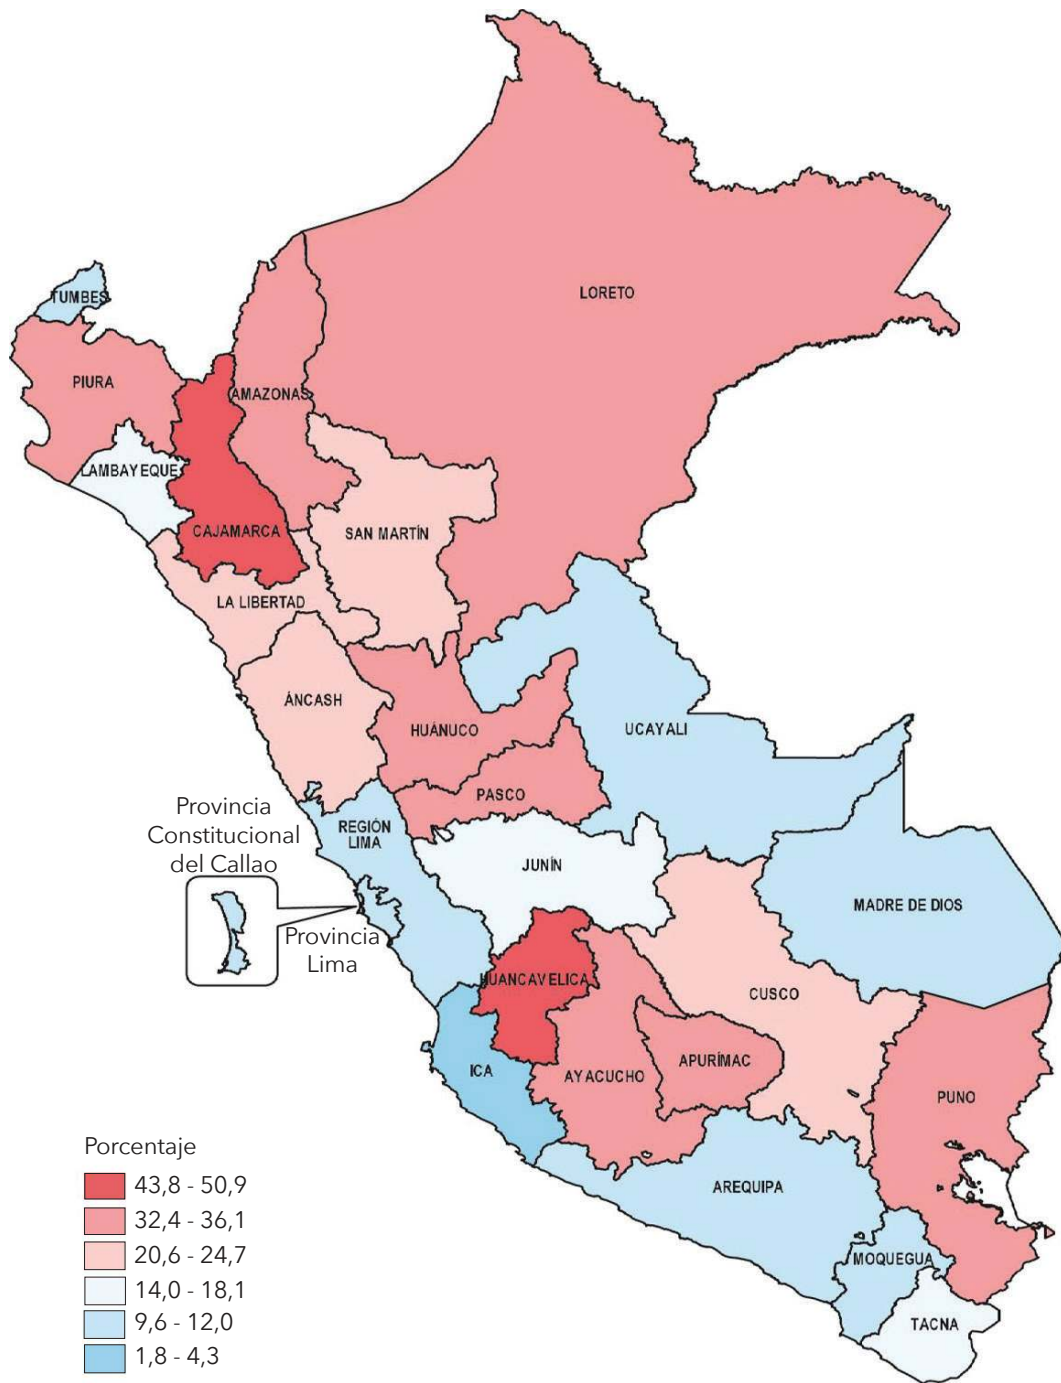 LORETO
TUMBES
PIURA
AMAZONAS
LAMBAYEQUE
CAJAMARCA
SAN MARTÍN
LA LIBERTAD
ÁNCASH
HUÁNUCO
UCAYALI
PASCO
Provincia
Constitucional
del Callao
REGIÓN
LIMA
JUNÍN
MADRE DE DIOS
Provincia
Lima
HUANCAVELICA
CUSCO
ICA
AYACUCHO
APURÍMAC
PUNO
AREQUIPA
MOQUEGUA
TACNA
Porcentaje
43,8 - 50,9
32,4 - 36,1
20,6 - 24,7
14,0 - 18,1
9,6 - 12,0
1,8 - 4,3